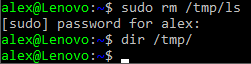 alex@Lenovo:~$ sudo rm /tmp/ls
[sudo] password for alex:
alex@Lenovo:~$ dir /tmp/
alex@Lenovo:~$